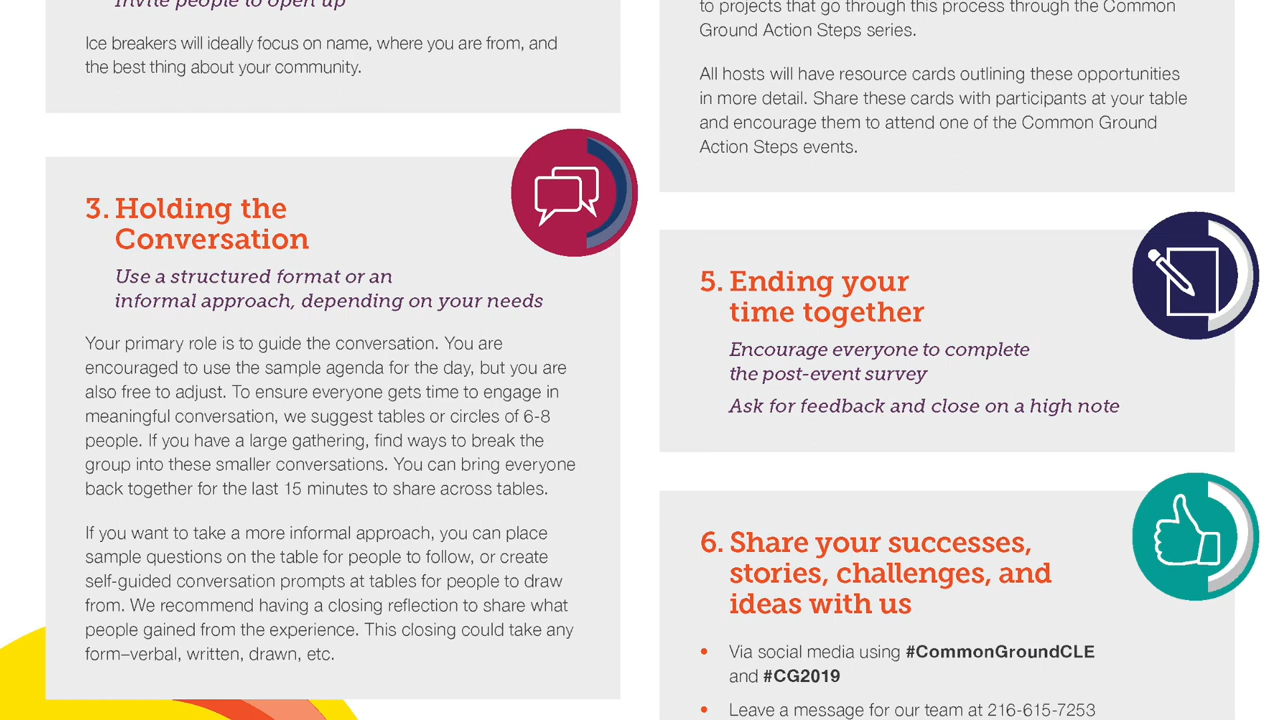 Invite people to open up
Ice breakers will ideally focus on name, where you are from, and
the best thing about your community.
3. Holding the
Conversation
Use a structured format or an
informal approach, depending on your needs
Your primary role is to guide the conversation. You are
encouraged to use the sample agenda for the day, but you are
also free to adjust. To ensure everyone gets time to engage in
meaningful conversation, we suggest tables or circles of 6-8
people. If you have a large gathering, find ways to break the
group into these smaller conversations. You can bring everyone
back together for the last 15 minutes to share across tables.
If you want to take a more informal approach, you can place
sample questions on the table for people to follow, or create
self-guided conversation prompts at tables for people to draw
from. We recommend having a closing reflection to share what
people gained from the experience. This closing could take any
form–verbal, written, drawn, etc.
to projects that go through this process through the Common
Ground Action Steps series.
All hosts will have resource cards outlining these opportunities
in more detail. Share these cards with participants at your table
and encourage them to attend one of the Common Ground
Action Steps events.
5. Ending your
time together
Encourage everyone to complete
the post-event survey
Ask for feedback and close on a high note
6. Share your successes,
stories, challenges, and
ideas with us
• Via social media using #CommonGroundCLE
and #CG2019
• Leave a message for our team at 216-615-7253